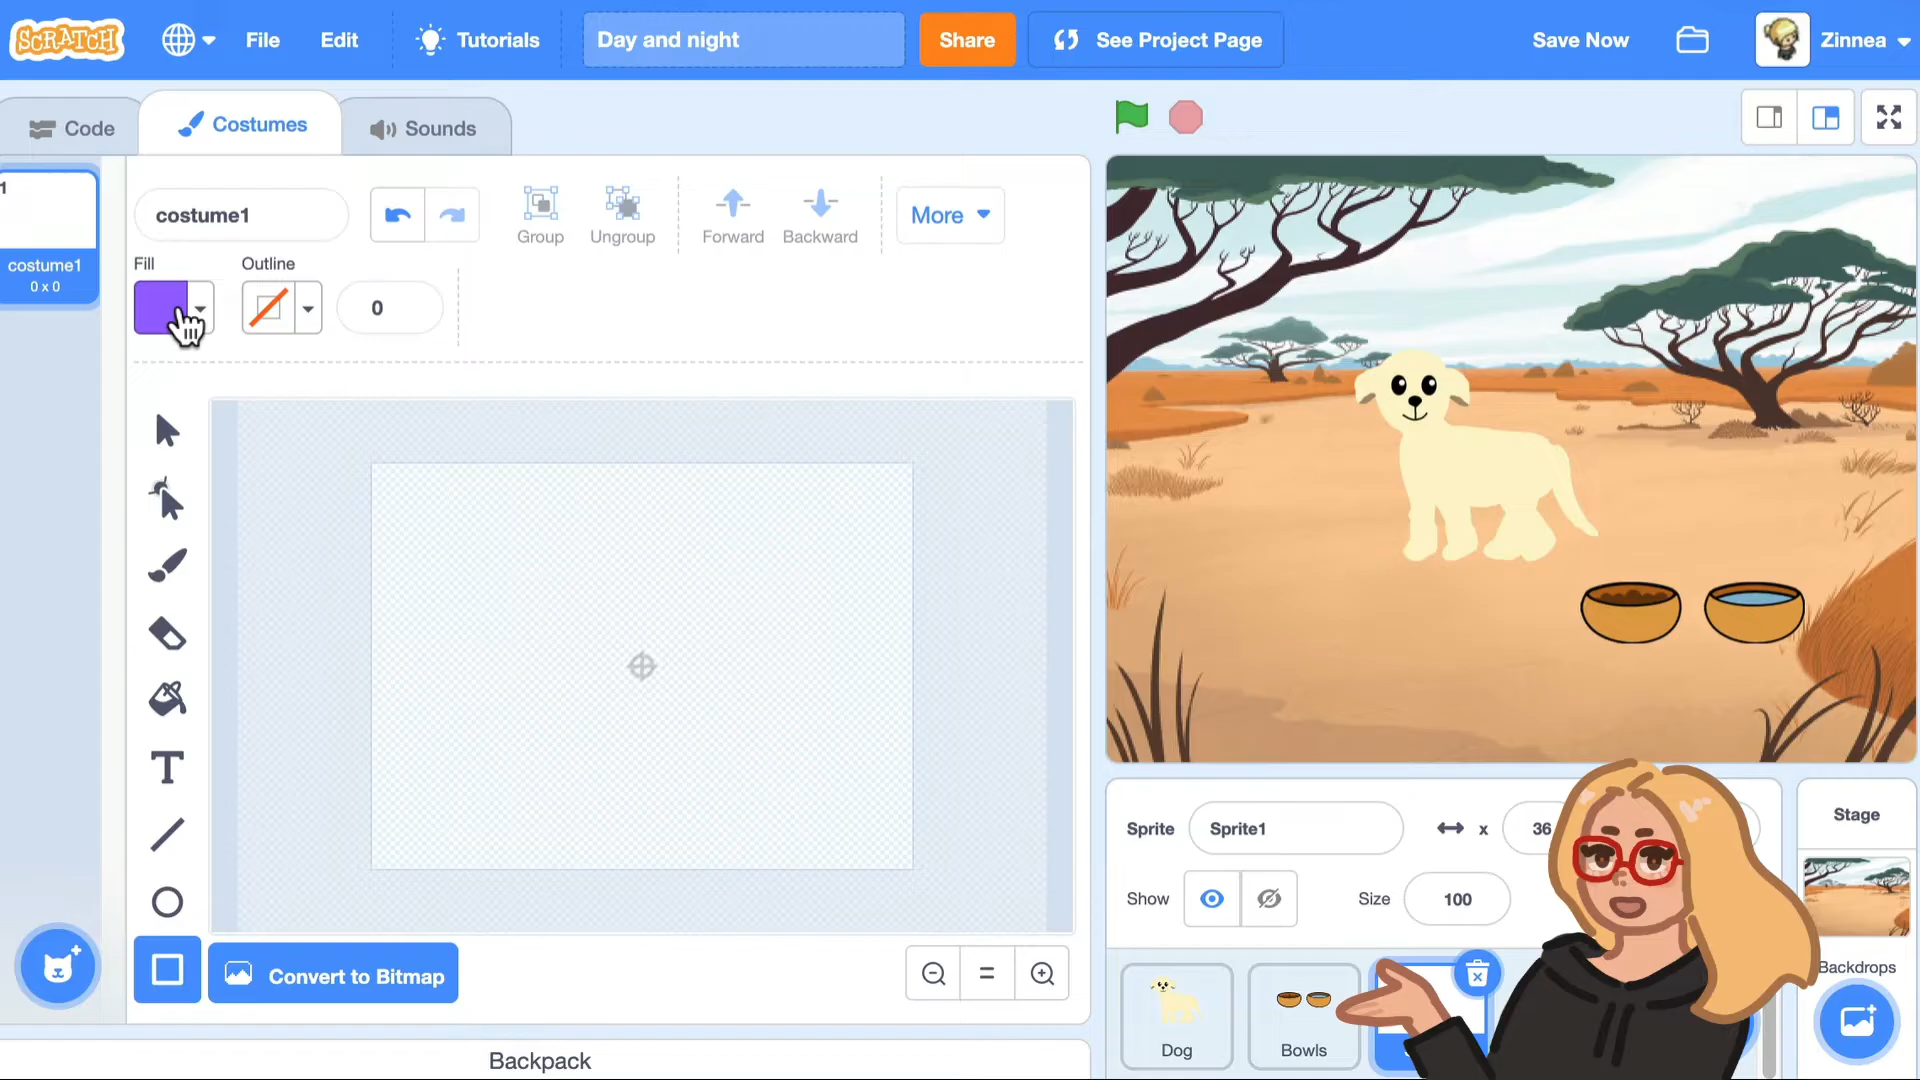 SCRATCH
File
Edit
Tutorials
Day and night
Share
See Project Page
Save Now
Zinnea
Code
Costumes
Sounds
1
costume1
0 x 0
costume1
Group
Ungroup
Forward
Backward
More
Fill
Outline
0
T
Convert to Bitmap
Backpack
Sprite
Sprite1
x
36
Show
Size
100
Stage
Backdrops
Dog
Bowls